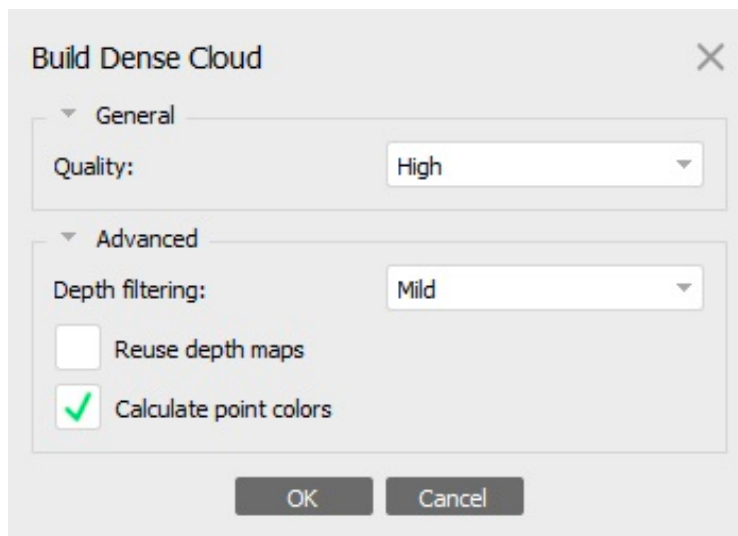 Build Dense Cloud
General
Quality: High
Advanced
Depth filtering: Mild
Reuse depth maps
Calculate point colors
OK Cancel